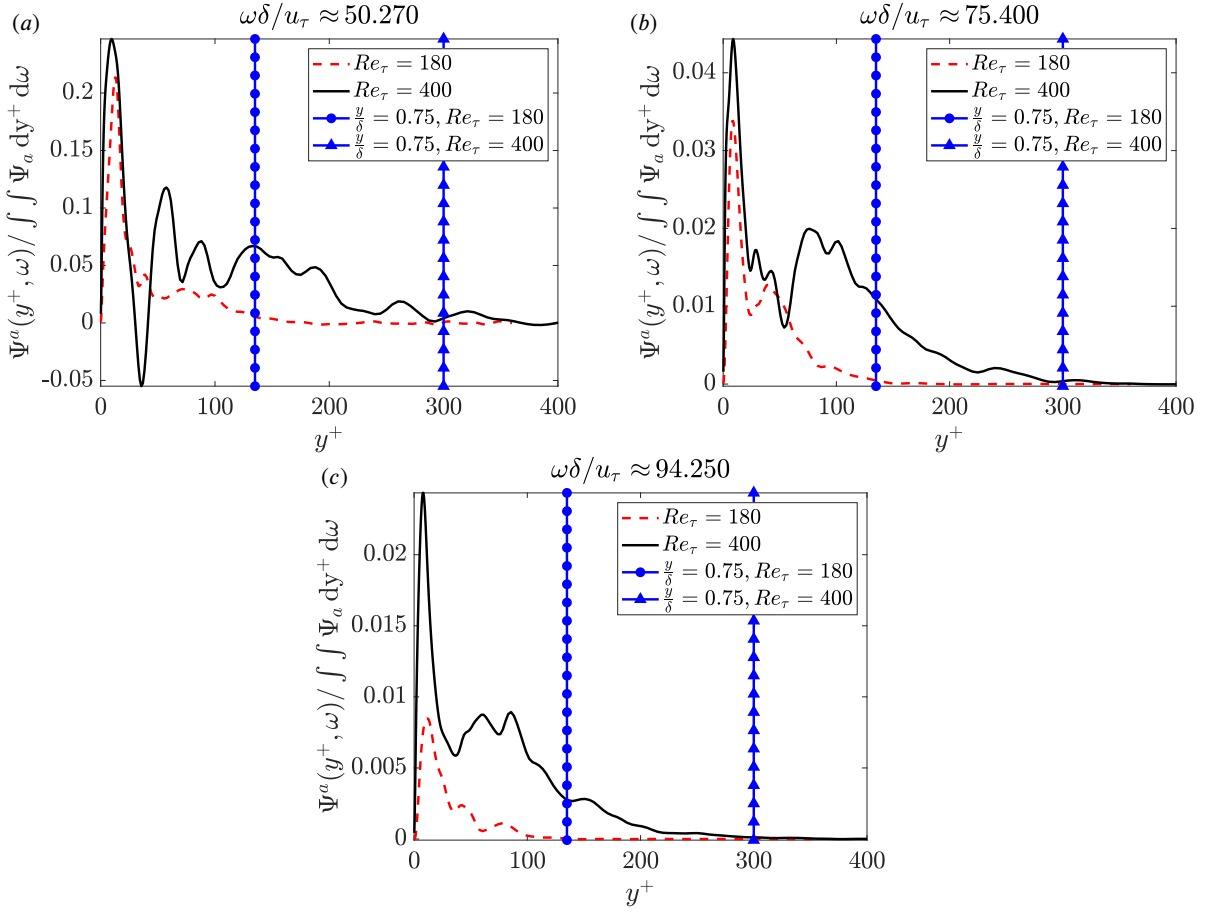 (a)
ωδ/u_τ ≈ 50.270
Ψ^a(y^+, ω)/ ∫ ∫ Ψ_a dy^+ dω
0.2
0.15
0.10
0.05
0
-0.05
0 100 200 300 400
y^+
Re_τ = 180
Re_τ = 400
y/δ = 0.75, Re_τ = 180
y/δ = 0.75, Re_τ = 400
(b)
ωδ/u_τ ≈ 75.400
Ψ^a(y^+, ω)/ ∫ ∫ Ψ_a dy^+ dω
0.04
0.03
0.02
0.01
0
0 100 200 300 400
y^+
Re_τ = 180
Re_τ = 400
y/δ = 0.75, Re_τ = 180
y/δ = 0.75, Re_τ = 400
(c)
ωδ/u_τ ≈ 94.250
Ψ^a(y^+, ω)/ ∫ ∫ Ψ_a dy^+ dω
0.02
0.015
0.01
0.005
0
0 100 200 300 400
y^+
Re_τ = 180
Re_τ = 400
y/δ = 0.75, Re_τ = 180
y/δ = 0.75, Re_τ = 400